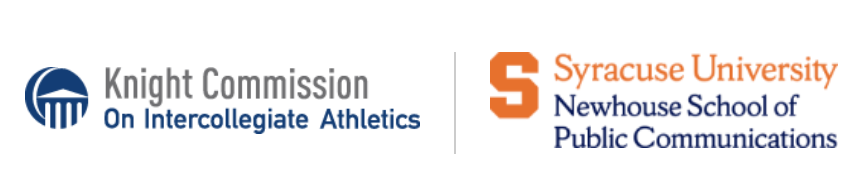 Knight Commission
On Intercollegiate Athletics
S
Syracuse University
Newhouse School of
Public Communications